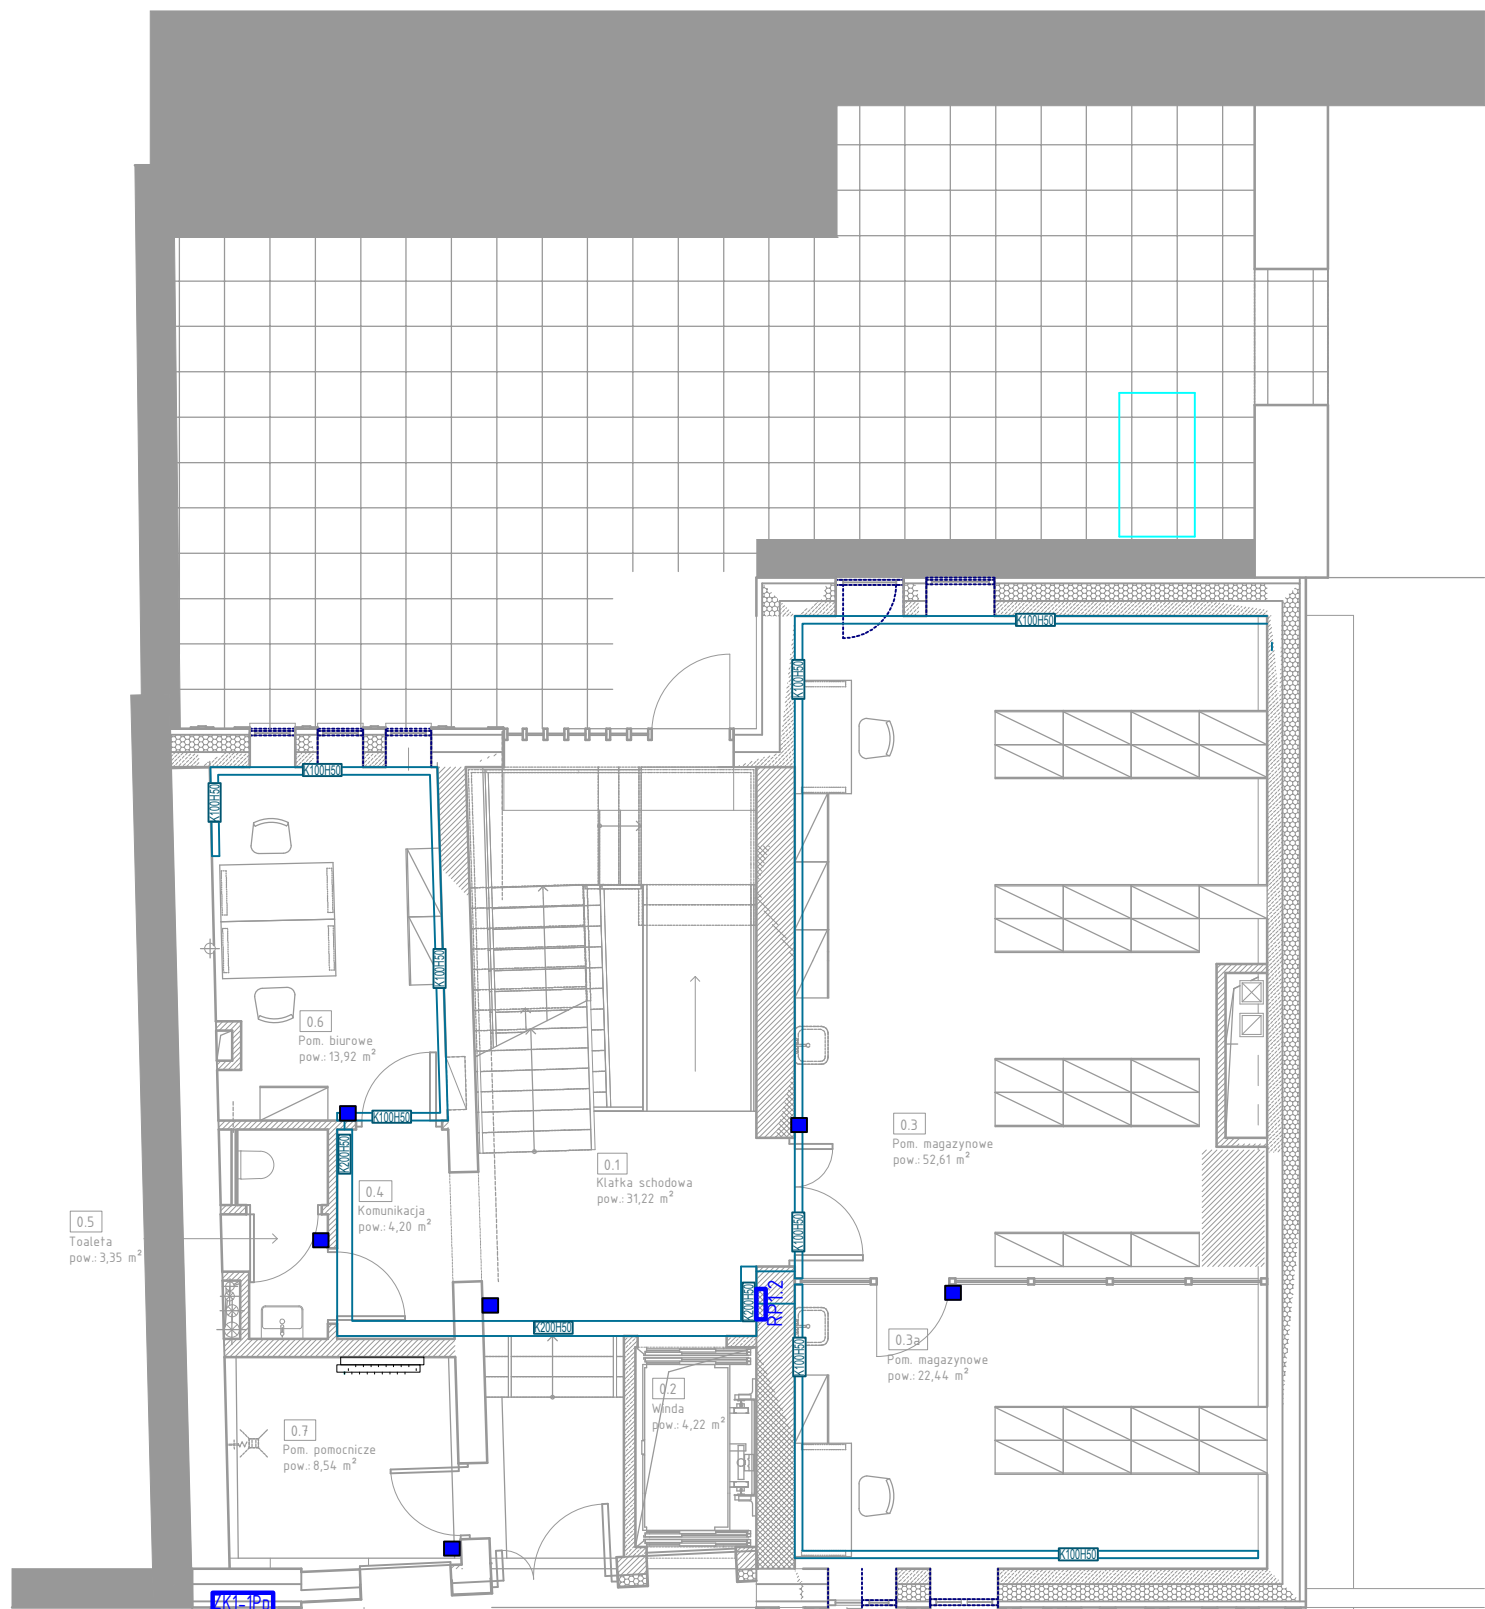 K100H50
K100H50
K100H50
K100H50
0.6
Pom. biurowe
pow.: 13,92 m²
K100H50
K100H50
K200H50
0.3
Pom. magazynowe
pow.: 52,61 m²
0.1
Klatka schodowa
pow.: 31,22 m²
0.4
Komunikacja
pow.: 4,20 m²
0.5
Toaleta
pow.: 3,35 m²
K100H50
K200H50
RP1.2
K200H50
0.3a
Pom. magazynowe
pow.: 22,44 m²
K100H50
0.2
Winda
pow.: 4,22 m²
0.7
Pom. pomocnicze
pow.: 8,54 m²
K100H50
ZK1-1Pp